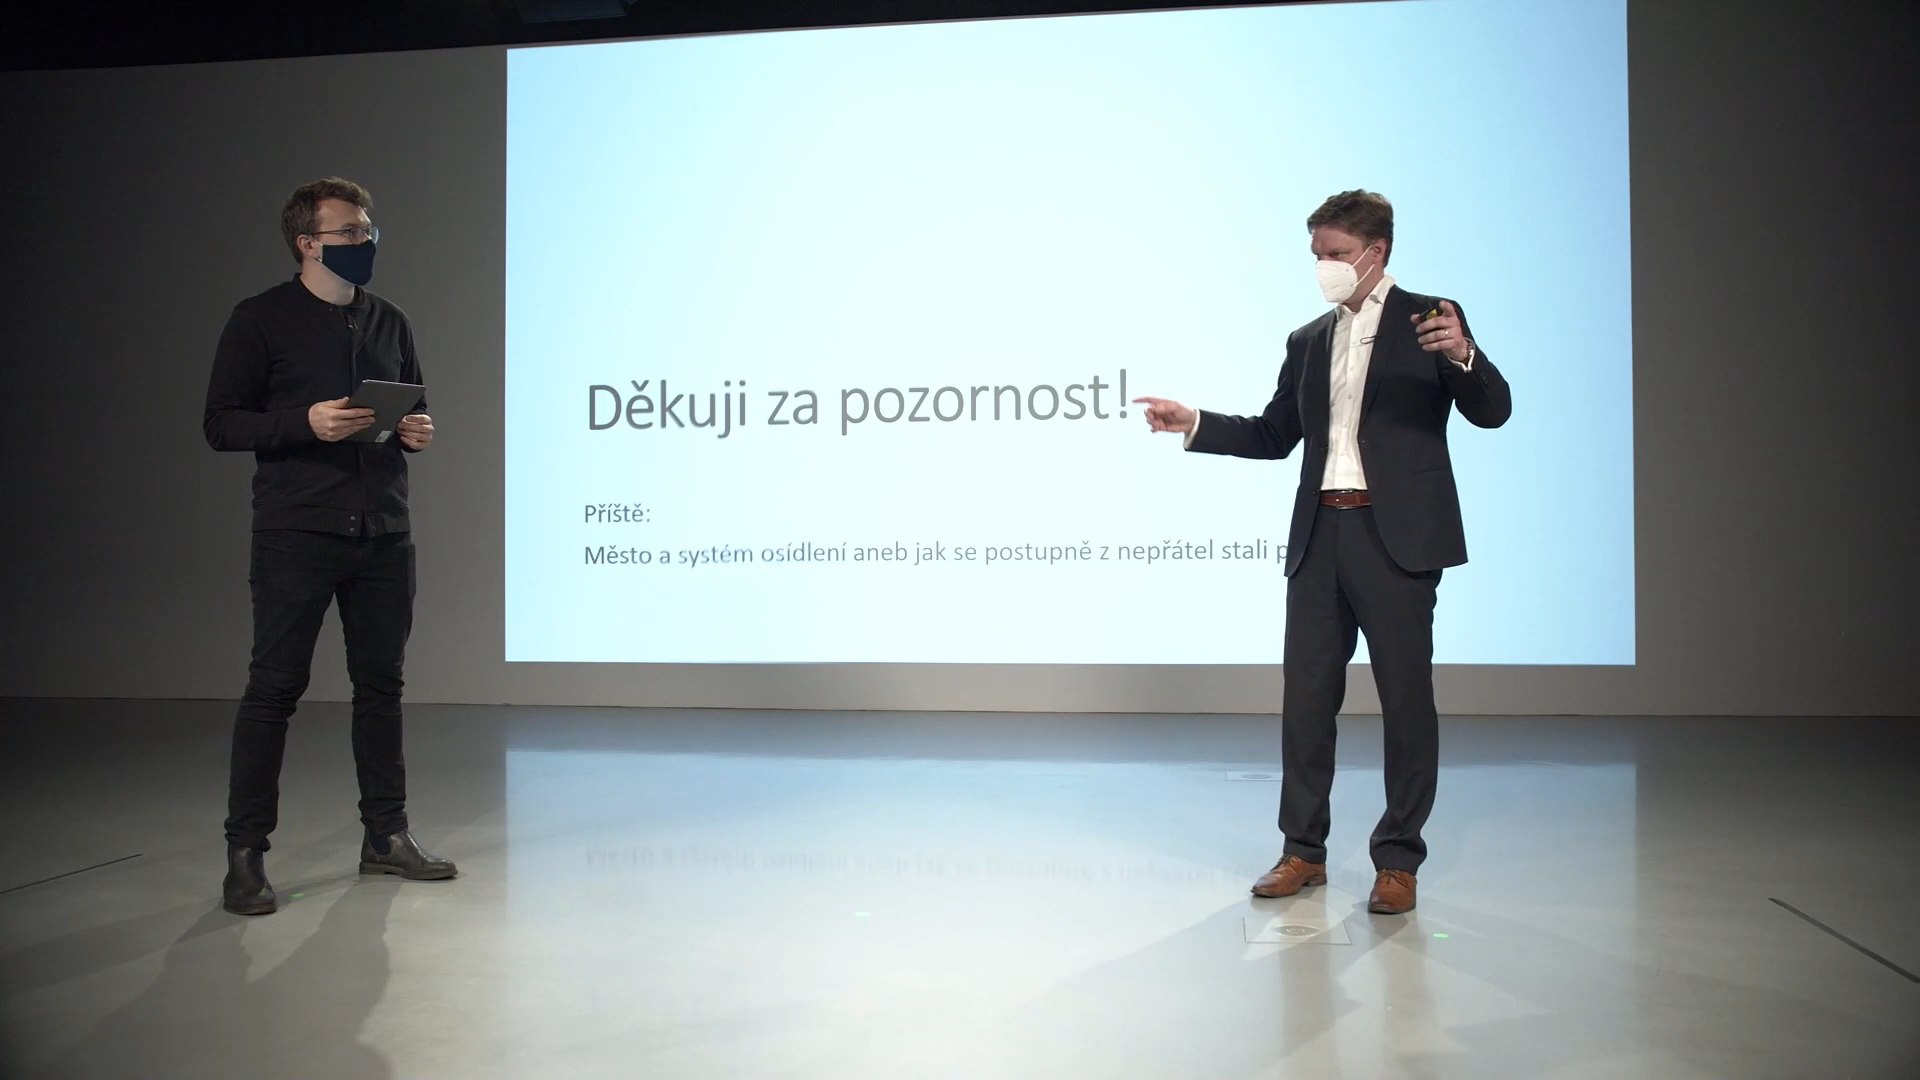 Děkuji za pozornost!
Příště:
Město a systém osídlení aneb jak se postupně z nepřátel stali